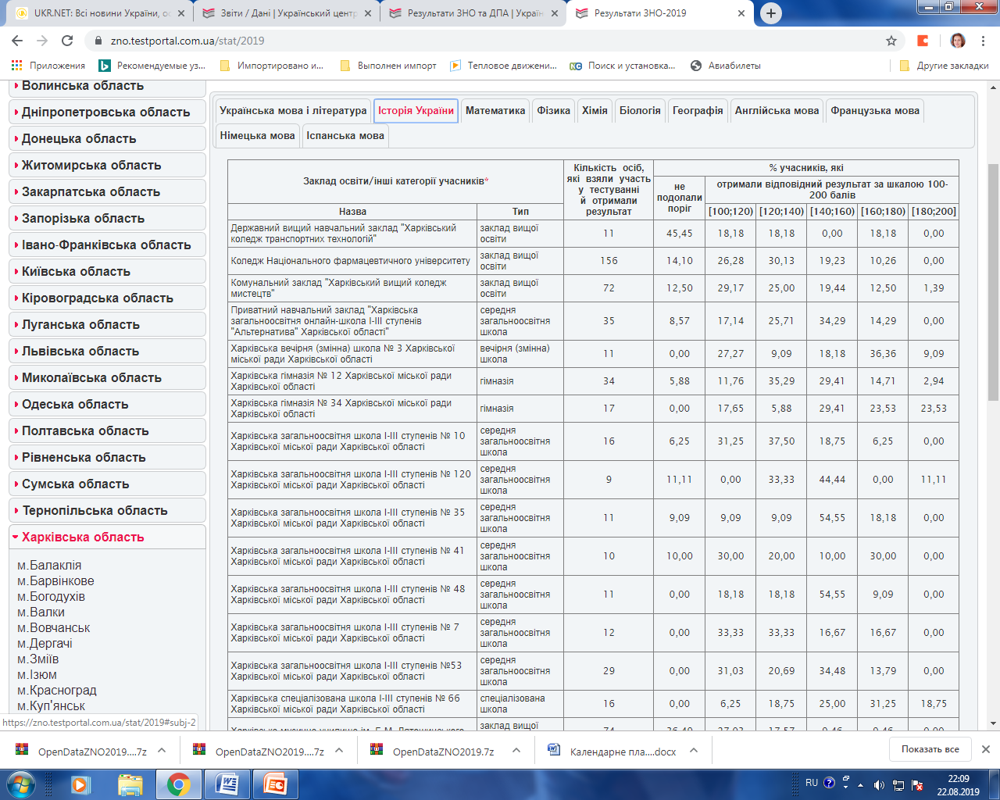 UKR.NET: Всі новини України, ос
Звіти / Дані | Український центр
Результати ЗНО та ДПА | Україн
Результати ЗНО-2019
zno.testportal.com.ua/stat/2019
Приложения
Рекомендуемые уз...
Импортировано и...
Выполнен импорт
Тепловое движени...
Поиск и установка...
Авиабилеты
Другие закладки
Волинська область
Дніпропетровська область
Донецька область
Житомирська область
Закарпатська область
Запорізька область
Івано-Франківська область
Київська область
Кіровоградська область
Луганська область
Львівська область
Миколаївська область
Одеська область
Полтавська область
Рівненська область
Сумська область
Тернопільська область
Харківська область
м.Балаклія
м.Барвінкове
м.Богодухів
м.Валки
м.Вовчанськ
м.Дергачі
м.Зміїв
м.Ізюм
м.Красноград
м.Куп'янськ
Українська мова і література Історія України Математика Фізика Хімія Біологія Географія Англійська мова Французька мова
Німецька мова Іспанська мова
Заклад освіти/інші категорії учасників*
Кількість осіб,
які взяли участь
у тестуванні
й отримали
результат
% учасників, які
не
подолали
поріг
отримали відповідний результат за шкалою 100-
200 балів
Назва Тип [100;120) [120;140) [140;160) [160;180) [180;200]
Державний вищий навчальний заклад "Харківський
коледж транспортних технологій"
заклад вищої
освіти
11 45,45 18,18 18,18 0,00 18,18 0,00
Коледж Національного фармацевтичного університету
заклад вищої
освіти
156 14,10 26,28 30,13 19,23 10,26 0,00
Комунальний заклад "Харківський вищий коледж
мистецтв"
заклад вищої
освіти
72 12,50 29,17 25,00 19,44 12,50 1,39
Приватний навчальний заклад "Харківська
загальноосвітня онлайн-школа І-ІІІ ступенів
"Альтернатива" Харківської області"
середня
загальноосвітня
школа
35 8,57 17,14 25,71 34,29 14,29 0,00
Харківська вечірня (змінна) школа № 3 Харківської
міської ради Харківської області
вечірня (змінна)
школа
11 0,00 27,27 9,09 18,18 36,36 9,09
Харківська гімназія № 12 Харківської міської ради
Харківської області
гімназія
34 5,88 11,76 35,29 29,41 14,71 2,94
Харківська гімназія № 34 Харківської міської ради
Харківської області
гімназія
17 0,00 17,65 5,88 29,41 23,53 23,53
Харківська загальноосвітня школа І-ІІІ ступенів № 10
Харківської міської ради Харківської області
середня
загальноосвітня
школа
16 6,25 31,25 37,50 18,75 6,25 0,00
Харківська загальноосвітня школа І-ІІІ ступенів № 120
Харківської міської ради Харківської області
середня
загальноосвітня
школа
9 11,11 0,00 33,33 44,44 0,00 11,11
Харківська загальноосвітня школа І-ІІІ ступенів № 35
Харківської міської ради Харківської області
середня
загальноосвітня
школа
11 9,09 9,09 9,09 54,55 18,18 0,00
Харківська загальноосвітня школа І-ІІІ ступенів № 41
Харківської міської ради Харківської області
середня
загальноосвітня
школа
10 10,00 30,00 20,00 10,00 30,00 0,00
Харківська загальноосвітня школа І-ІІІ ступенів № 48
Харківської міської ради Харківської області
середня
загальноосвітня
школа
11 0,00 18,18 18,18 54,55 9,09 0,00
Харківська загальноосвітня школа І-ІІІ ступенів № 7
Харківської міської ради Харківської області
середня
загальноосвітня
школа
12 0,00 33,33 33,33 16,67 16,67 0,00
Харківська загальноосвітня школа І-ІІІ ступенів №53
Харківської міської ради Харківської області
середня
загальноосвітня
школа
29 0,00 31,03 20,69 34,48 13,79 0,00
Харківська спеціалізована школа І-ІІІ ступенів № 66
Харківської міської ради Харківської області
спеціалізована
школа
16 0,00 6,25 18,75 25,00 31,25 18,75
заклад вищої
https://zno.testportal.com.ua/stat/2019#subj-2
OpenDataZNO2019....7z
OpenDataZNO2019....7z
OpenDataZNO2019.7z
Календарне пла....docx
Показать все
RU
22:09
22.08.2019